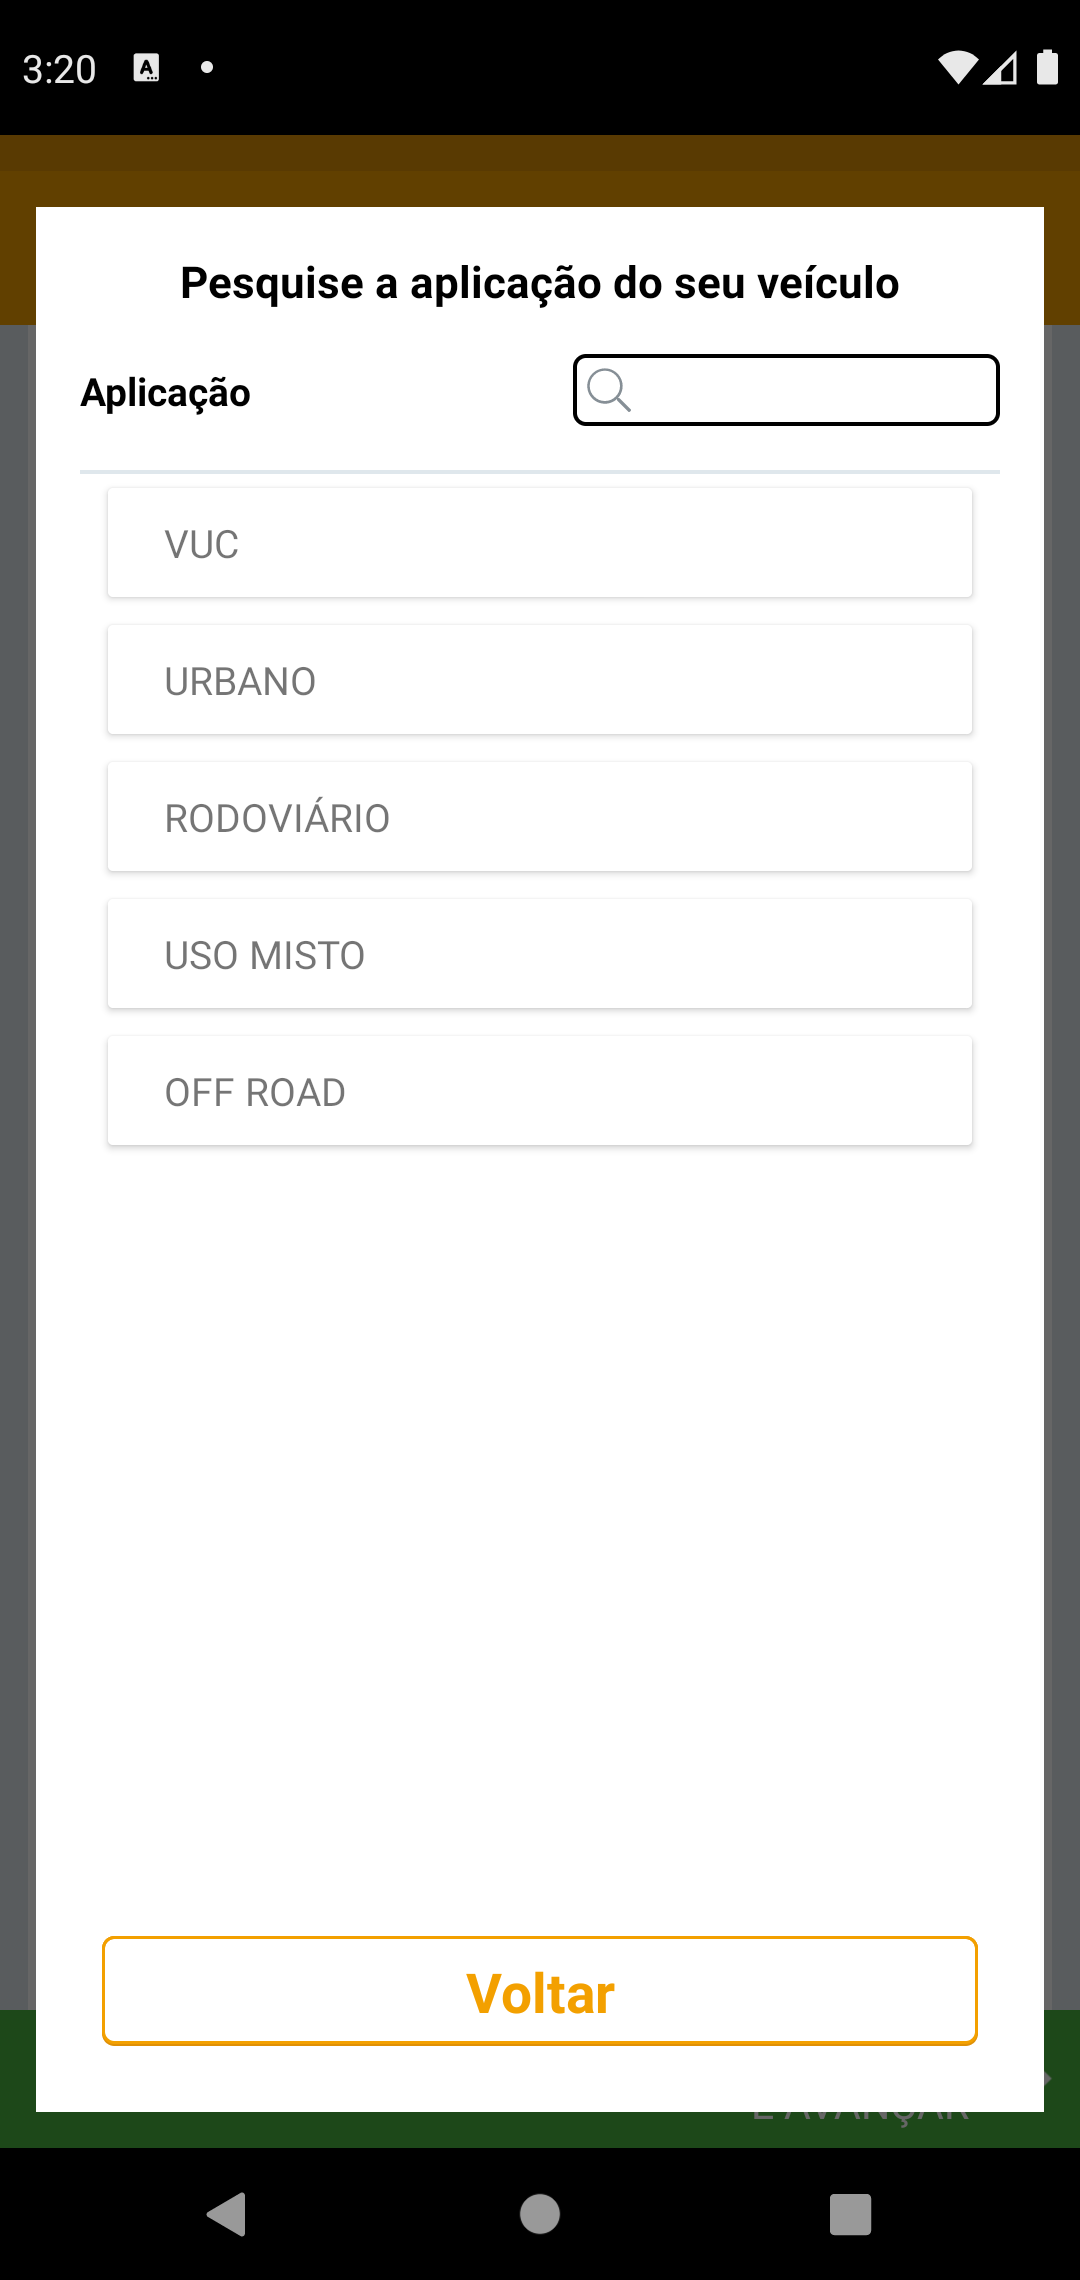 3:20
Pesquise a aplicação do seu veículo
Aplicação
VUC
URBANO
RODOVIÁRIO
USO MISTO
OFF ROAD
Voltar
E AVANÇAR